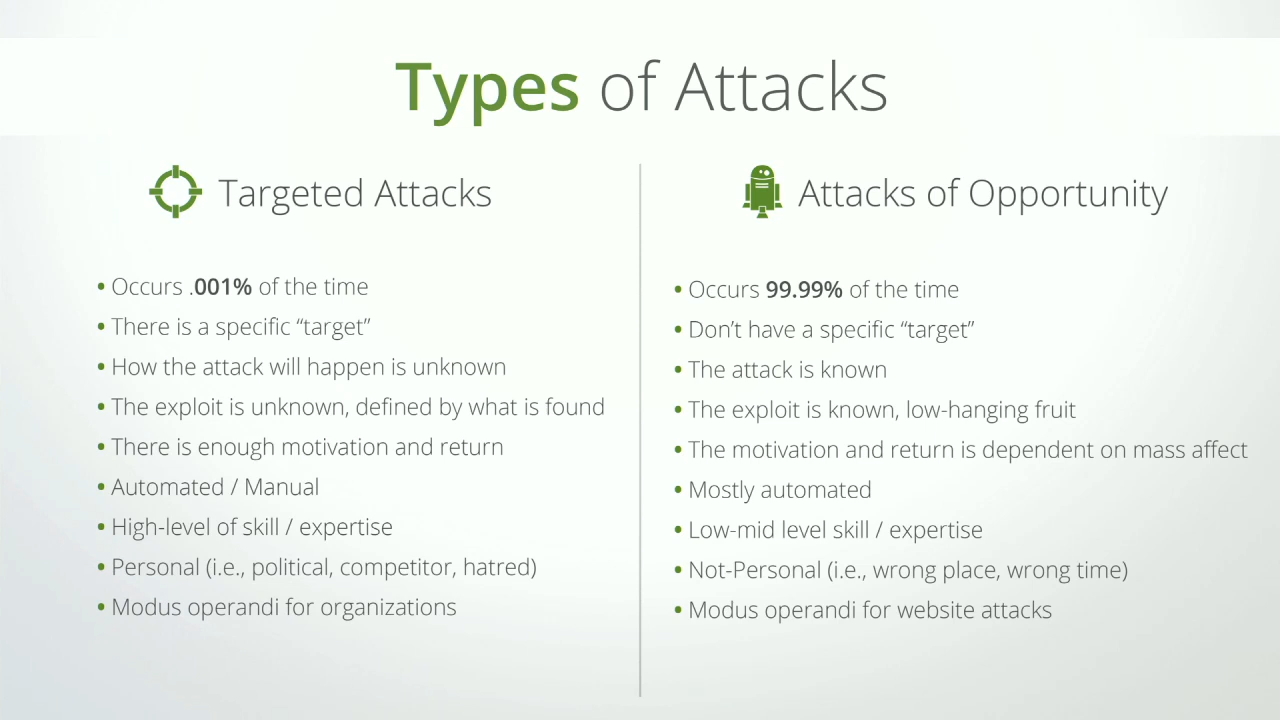 Types of Attacks
Targeted Attacks
• Occurs .001% of the time
• There is a specific “target”
• How the attack will happen is unknown
• The exploit is unknown, defined by what is found
• There is enough motivation and return
• Automated / Manual
• High-level of skill / expertise
• Personal (i.e., political, competitor, hatred)
• Modus operandi for organizations
Attacks of Opportunity
• Occurs 99.99% of the time
• Don’t have a specific “target”
• The attack is known
• The exploit is known, low-hanging fruit
• The motivation and return is dependent on mass affect
• Mostly automated
• Low-mid level skill / expertise
• Not-Personal (i.e., wrong place, wrong time)
• Modus operandi for website attacks